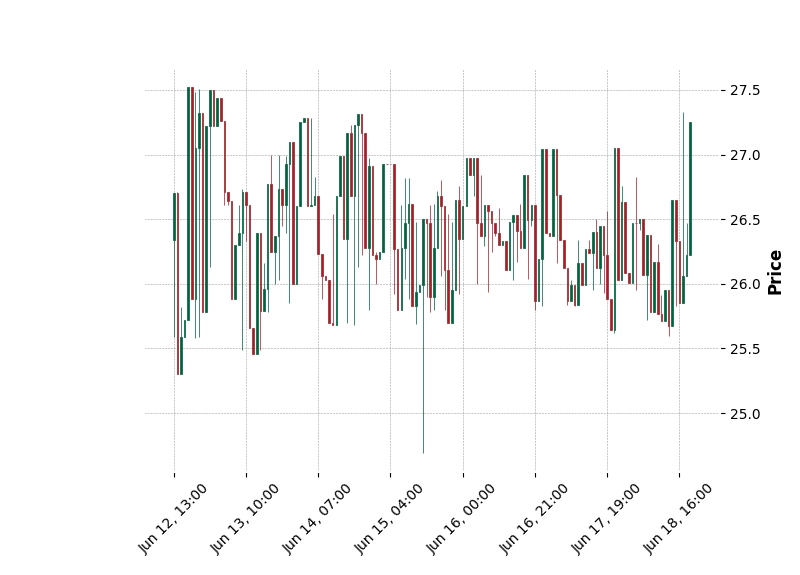 27.5
27.0
26.5
26.0
25.5
25.0
Price
Jun 12, 13:00
Jun 13, 10:00
Jun 14, 07:00
Jun 15, 04:00
Jun 16, 00:00
Jun 16, 21:00
Jun 17, 19:00
Jun 18, 16:00